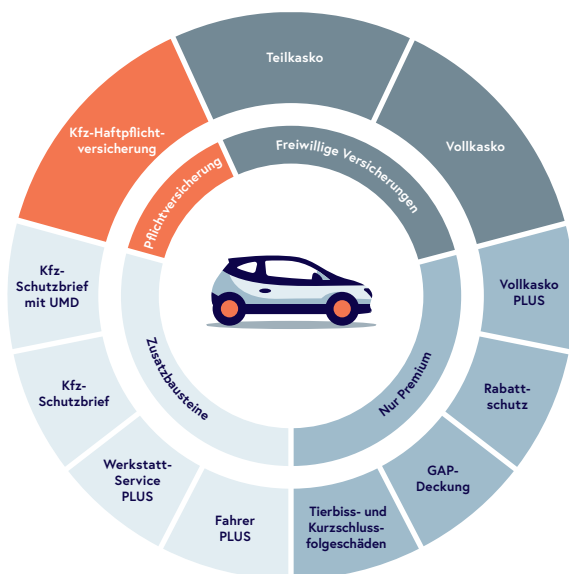 Teilkasko
Kfz-Haftpflicht-
versicherung
Vollkasko
Pflichtversicherung
Freiwillige Versicherungen
Kfz-
Schutzbrief
mit UMD
Vollkasko
PLUS
Zusatzbausteine
Nur Premium
Kfz-
Schutzbrief
Rabatt-
schutz
Werkstatt-
Service
PLUS
GAP-
Deckung
Fahrer
PLUS
Tierbiss- und
Kurzschluss-
folgeschäden